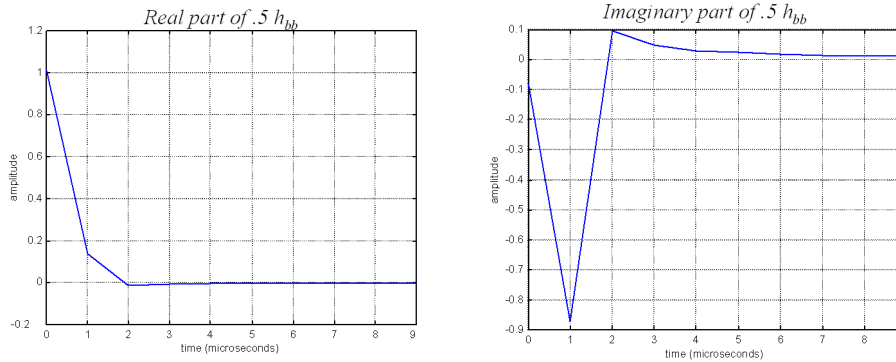 Real part of .5 h_bb
1.2
1
0.8
0.6
0.4
0.2
0
-0.2
amplitude
0 1 2 3 4 5 6 7 8 9
time (microseconds)
Imaginary part of .5 h_bb
0.1
0
-0.1
-0.2
-0.3
-0.4
-0.5
-0.6
-0.7
-0.8
-0.9
amplitude
0 1 2 3 4 5 6 7 8
time (microseconds)